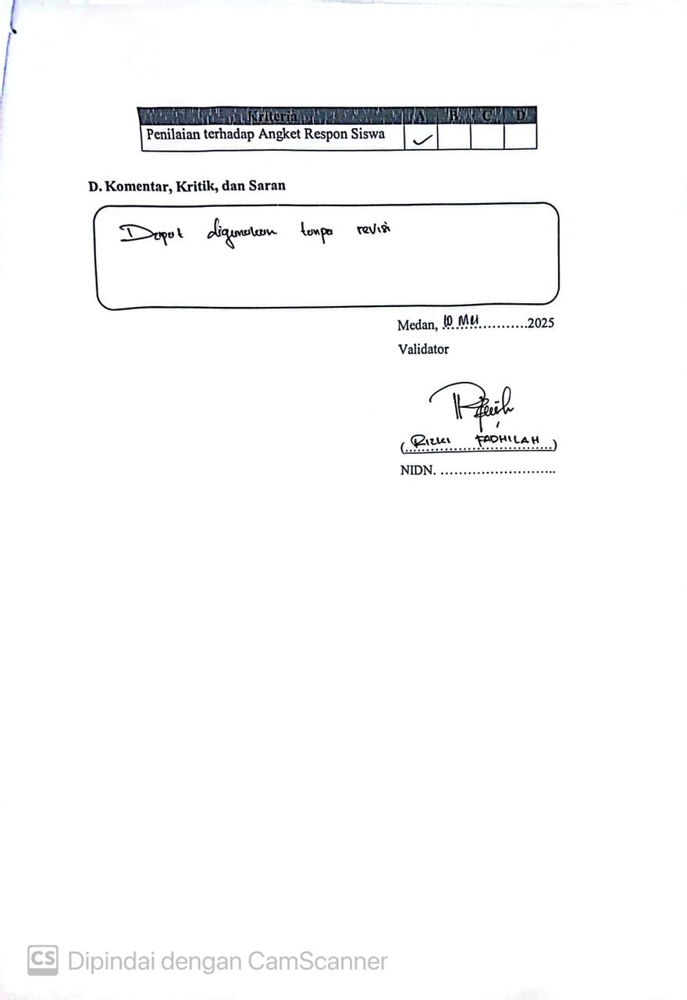 Kriteria A B C D
Penilaian terhadap Angket Respon Siswa ✓
D. Komentar, Kritik, dan Saran
Dapat digunakan tanpa revisi
Medan, 10 Mei 2025
Validator
(Rizki FADHILAH)
NIDN. ............................
CS Dipindai dengan CamScanner